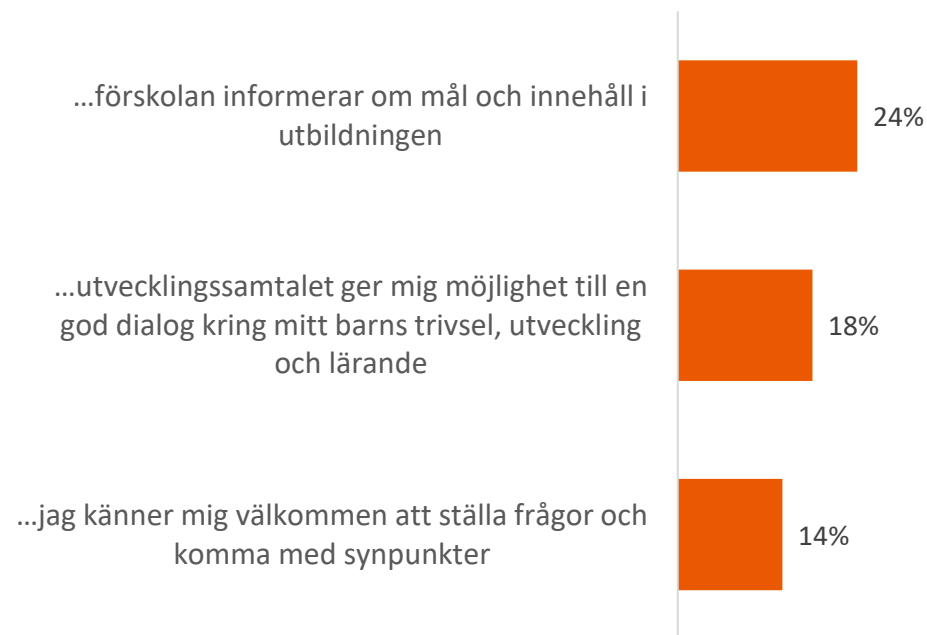 ...förskolan informerar om mål och innehåll i
utbildningen
24%
...utvecklingssamtalet ger mig möjlighet till en
god dialog kring mitt barns trivsel, utveckling
och lärande
18%
...jag känner mig välkommen att ställa frågor och
komma med synpunkter
14%